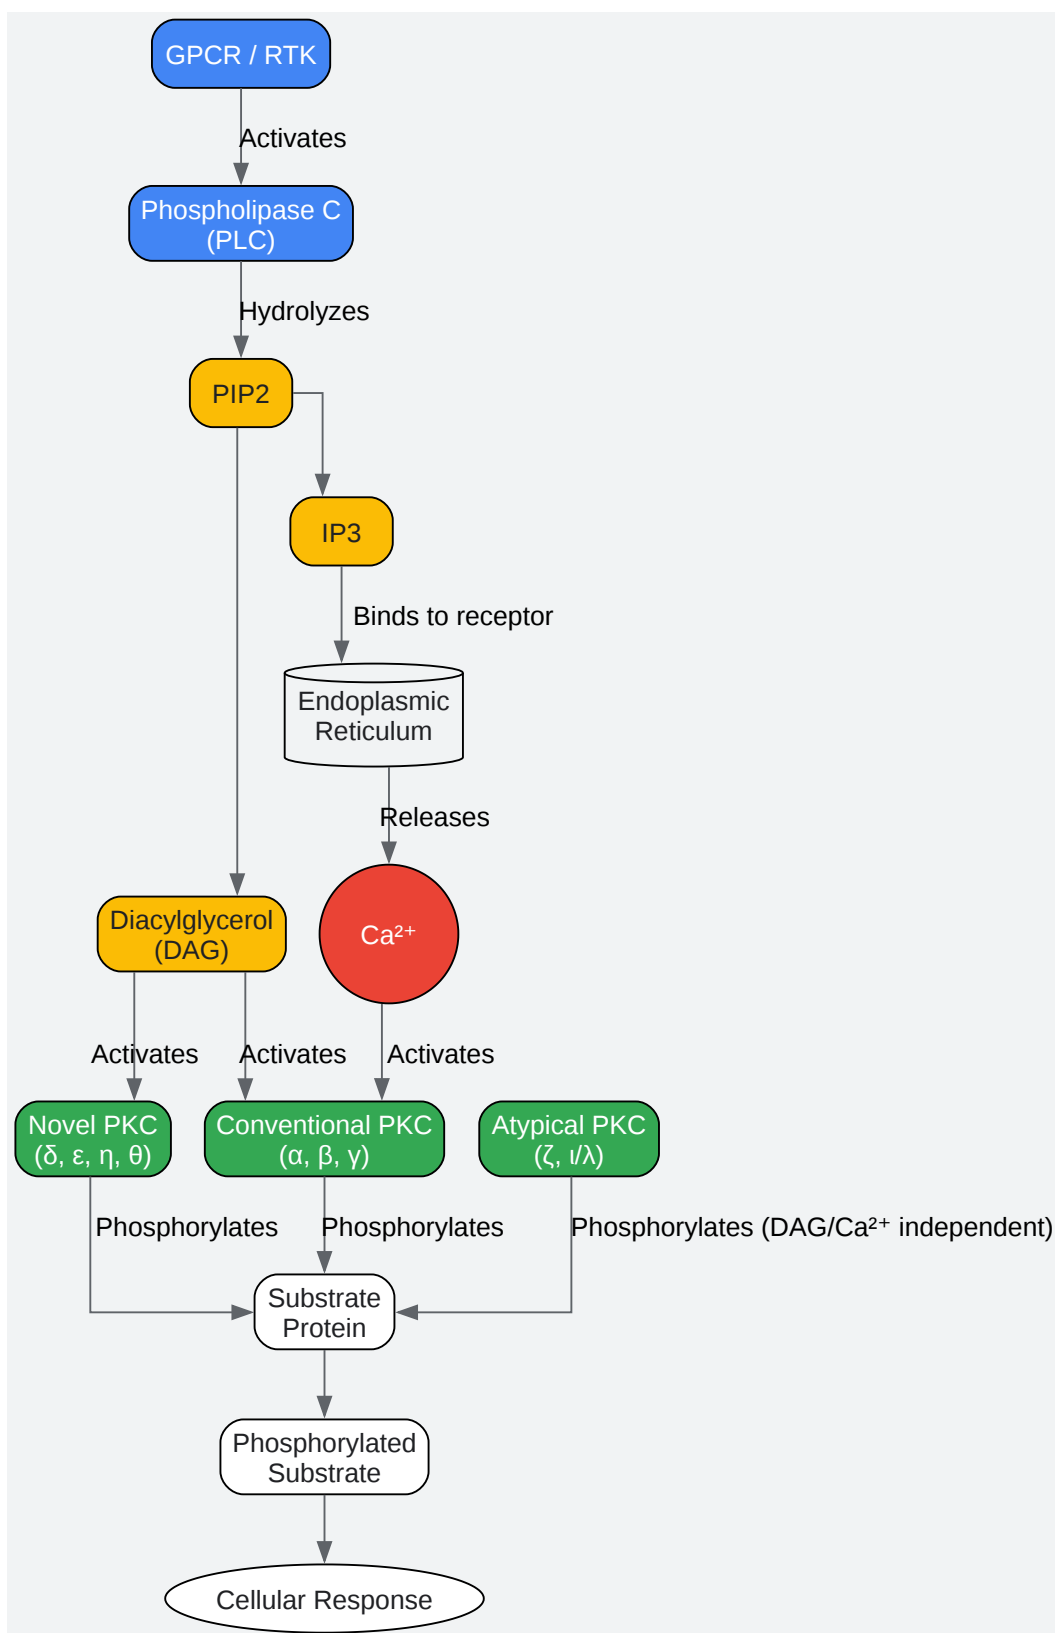 GPCR / RTK
Activates
Phospholipase C
(PLC)
Hydrolyzes
PIP2
IP3
Binds to receptor
Endoplasmic
Reticulum
Releases
Diacylglycerol
(DAG)
Ca²⁺
Activates
Activates
Activates
Novel PKC
(δ, ε, η, θ)
Conventional PKC
(α, β, γ)
Atypical PKC
(ζ, ι/λ)
Phosphorylates
Phosphorylates
Phosphorylates (DAG/Ca²⁺ independent)
Substrate
Protein
Phosphorylated
Substrate
Cellular Response